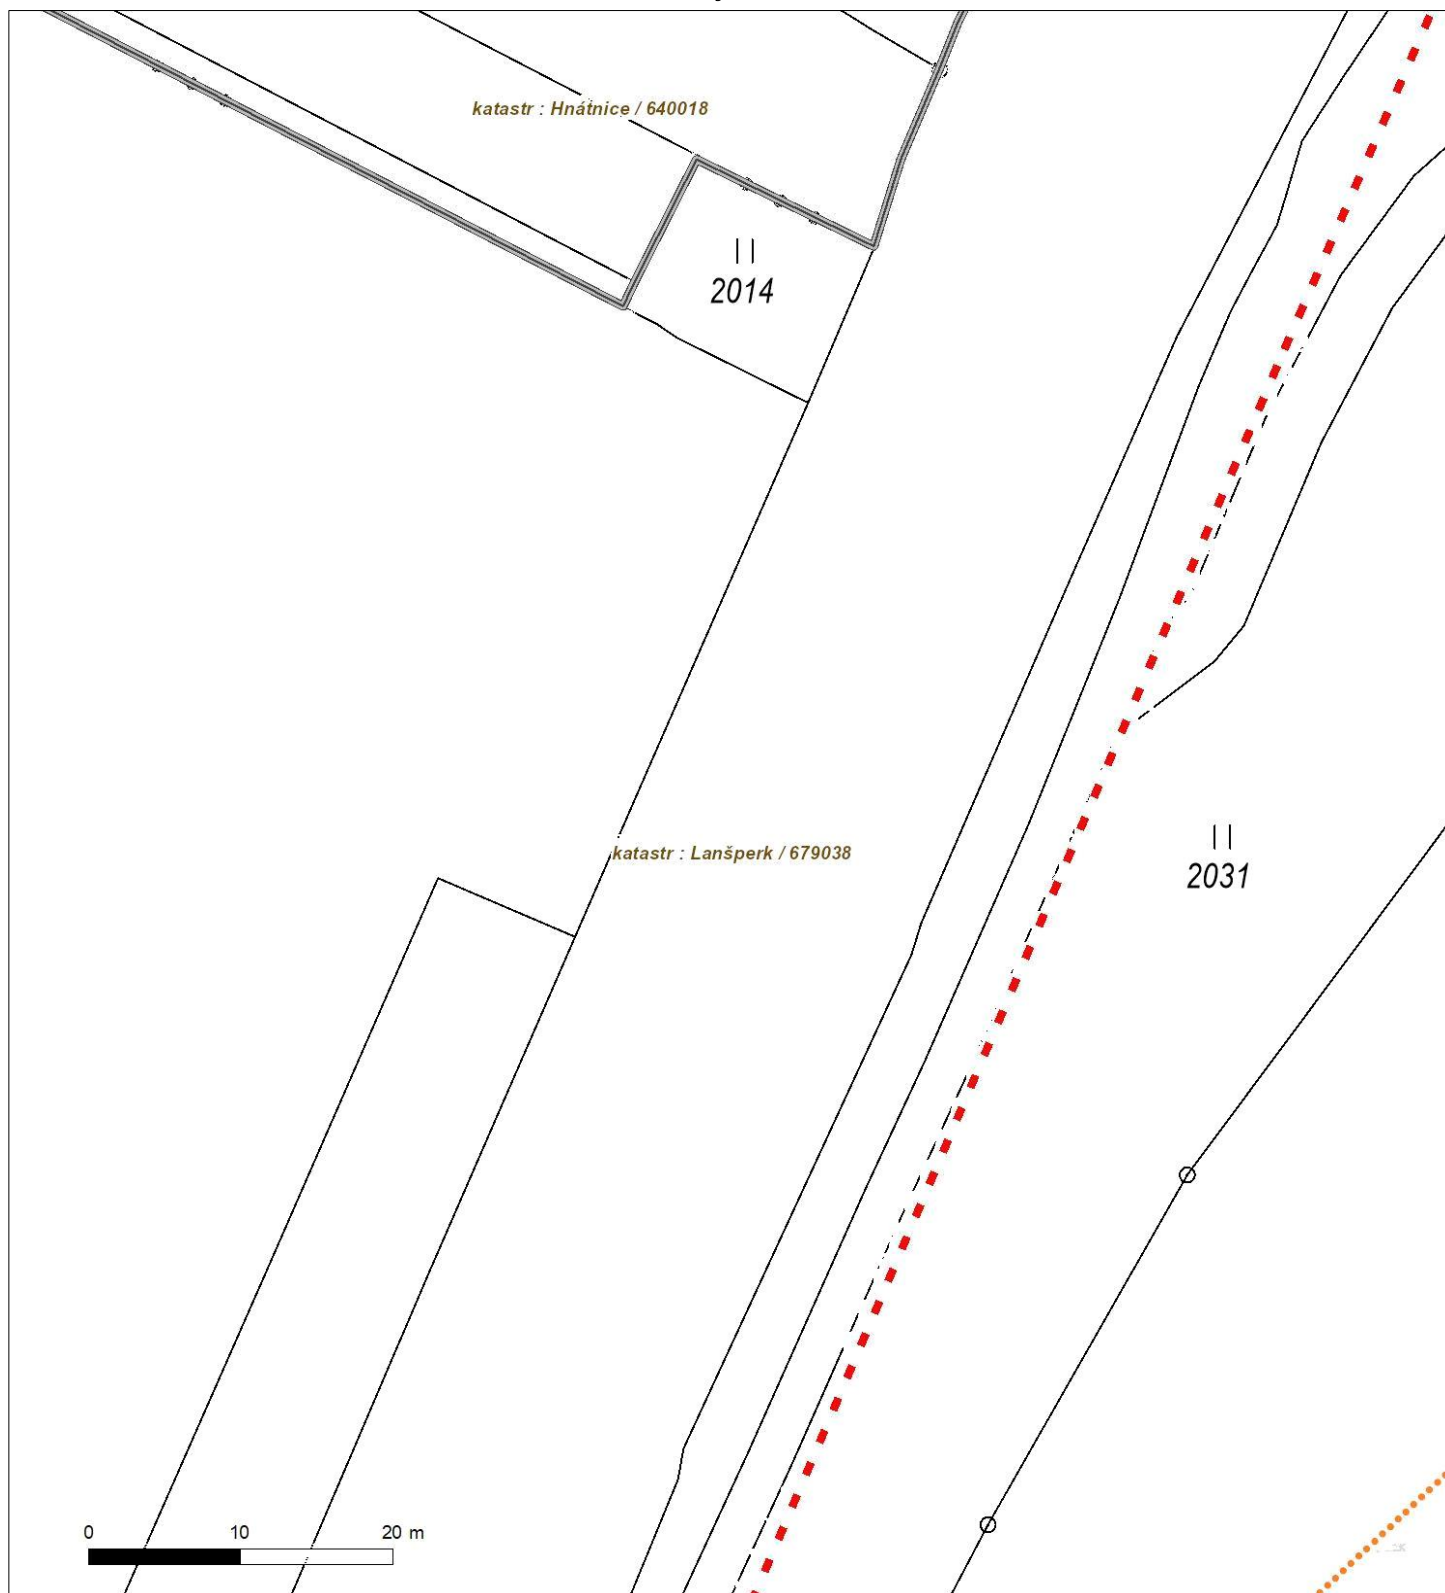 katastr : Hnátnice / 640018
2014
katastr : Lanšperk / 679038
2031
0 10 20 m